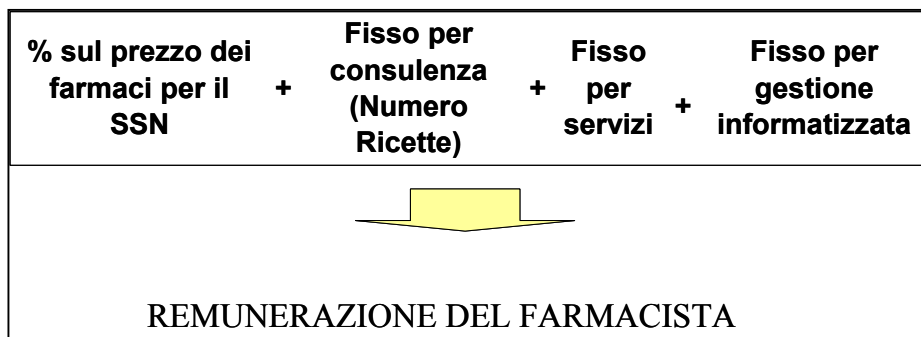 % sul prezzo dei
farmaci per il
SSN
+
Fisso per
consulenza
(Numero
Ricette)
+
Fisso
per
servizi
+
Fisso per
gestione
informatizzata
REMUNERAZIONE DEL FARMACISTA